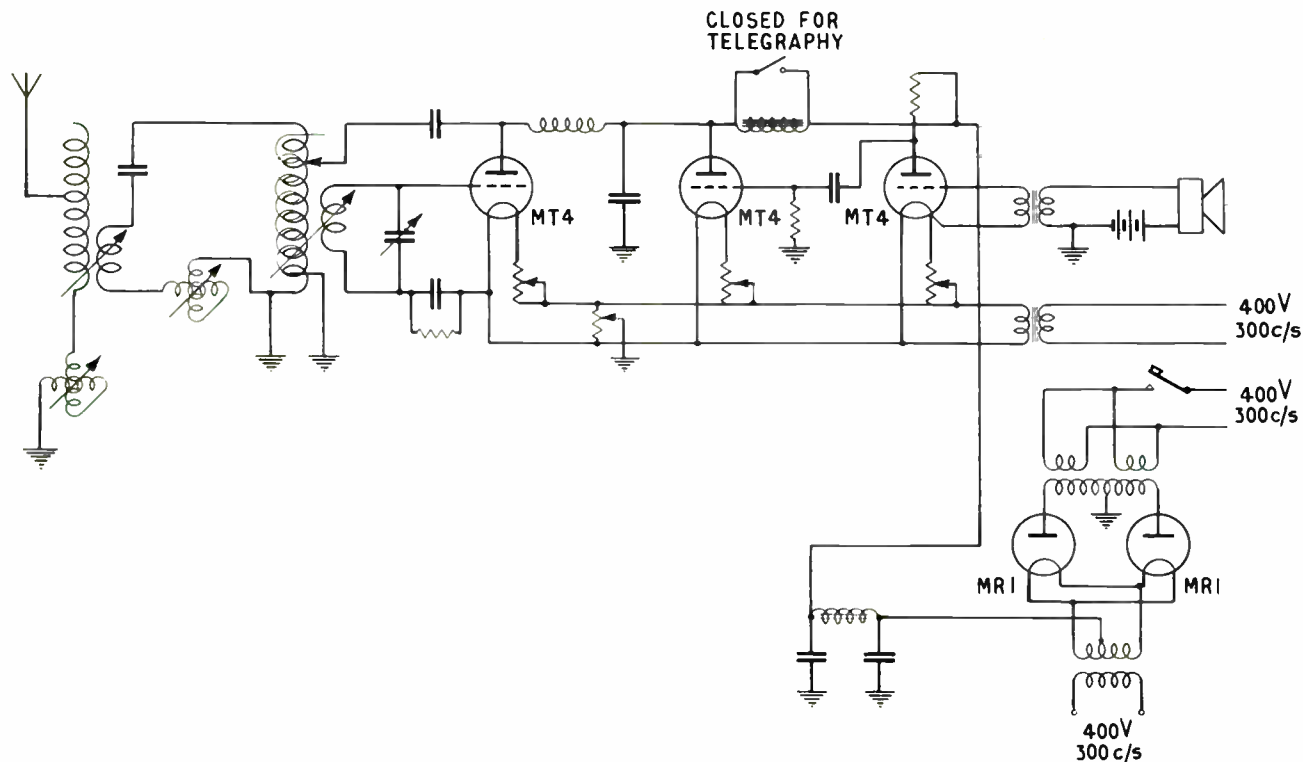 CLOSED FOR
TELEGRAPHY
MT4
MT4
MT4
400V
300c/s
400V
300c/s
MR1
MR1
400V
300c/s